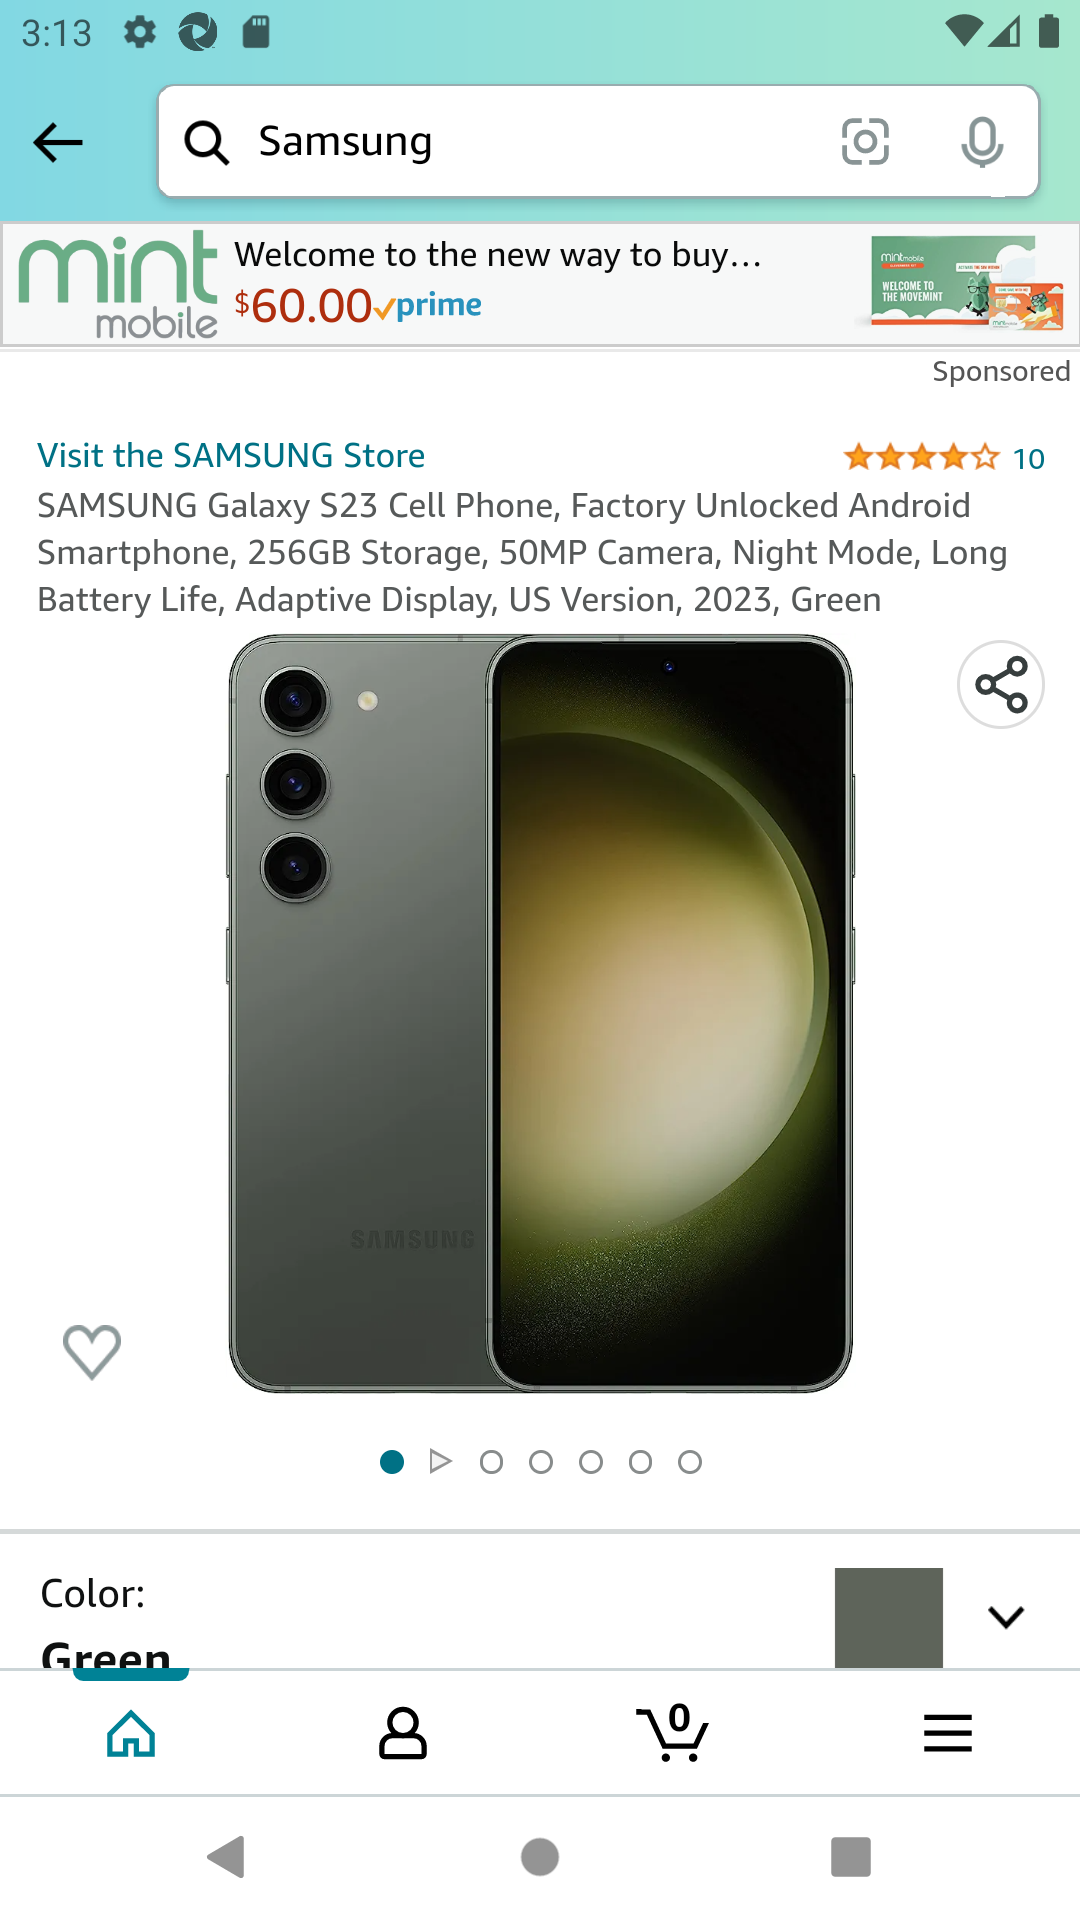 3:13
Samsung
mint
mobile
Welcome to the new way to buy...
$60.00 prime
mintmobile
WELCOME TO
THE MOVEMINT
Sponsored
Visit the SAMSUNG Store
10
SAMSUNG Galaxy S23 Cell Phone, Factory Unlocked Android
Smartphone, 256GB Storage, 50MP Camera, Night Mode, Long
Battery Life, Adaptive Display, US Version, 2023, Green
SAMSUNG
Color:
Green
0